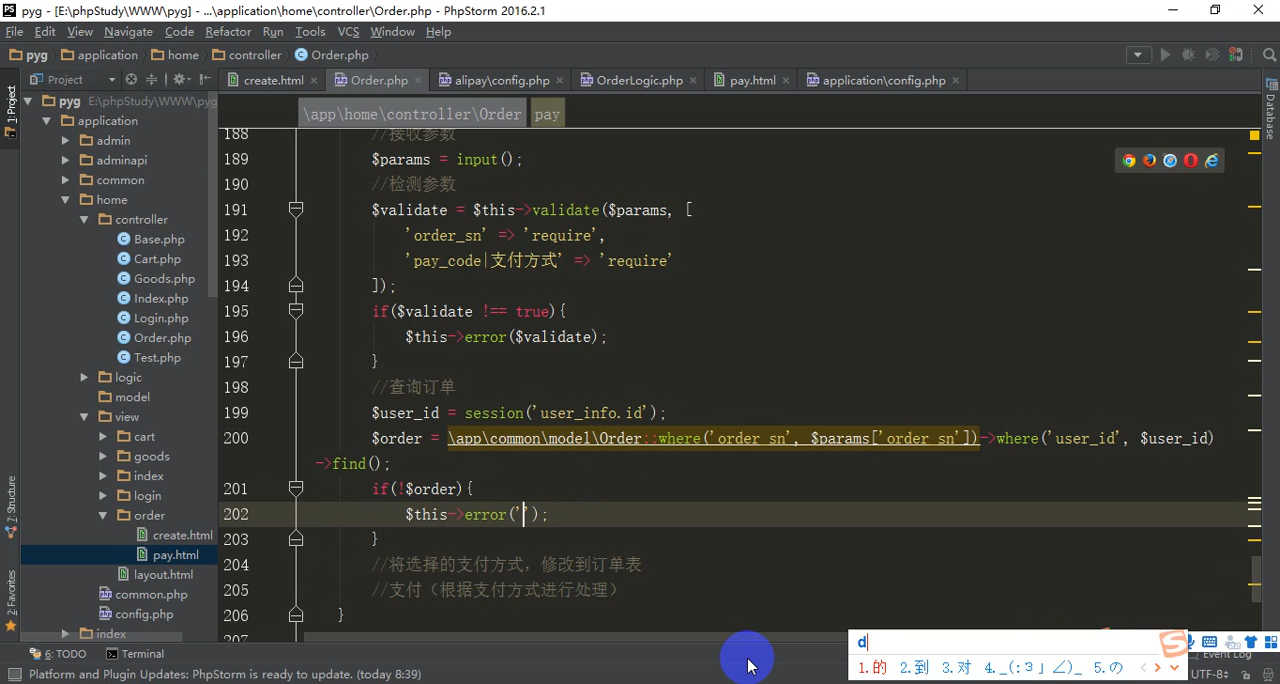 pyg - [E:\phpStudy\WWW\pyg] - ...\application\home\controller\Order.php - PhpStorm 2016.2.1
File Edit View Navigate Code Refactor Run Tools VCS Window Help
pyg application home controller Order.php
Project create.html Order.php alipay\config.php OrderLogic.php pay.html application\config.php
1: Project
7: Structure
2: Favorites
Database
pyg E:\phpStudy\WWW\pyg
application
admin
adminapi
common
home
controller
Base.php
Cart.php
Goods.php
Index.php
Login.php
Order.php
Test.php
logic
model
view
cart
goods
index
login
order
create.html
pay.html
layout.html
common.php
config.php
index
\app\home\controller\Order pay
188 //接收参数
189 $params = input();
190 //检测参数
191 $validate = $this->validate($params, [
192 'order_sn' => 'require',
193 'pay_code|支付方式' => 'require'
194 ]);
195 if($validate !== true){
196 $this->error($validate);
197 }
198 //查询订单
199 $user_id = session('user_info.id');
200 $order = \app\common\model\Order::where('order_sn', $params['order_sn'])->where('user_id', $user_id)
->find();
201 if(!$order){
202 $this->error('');
203 }
204 //将选择的支付方式，修改到订单表
205 //支付（根据支付方式进行处理）
206 }
207
d
1.的 2.到 3.对 4._(:3」∠)_ 5.の
6: TODO Terminal Event Log
Platform and Plugin Updates: PhpStorm is ready to update. (today 8:39) UTF-8